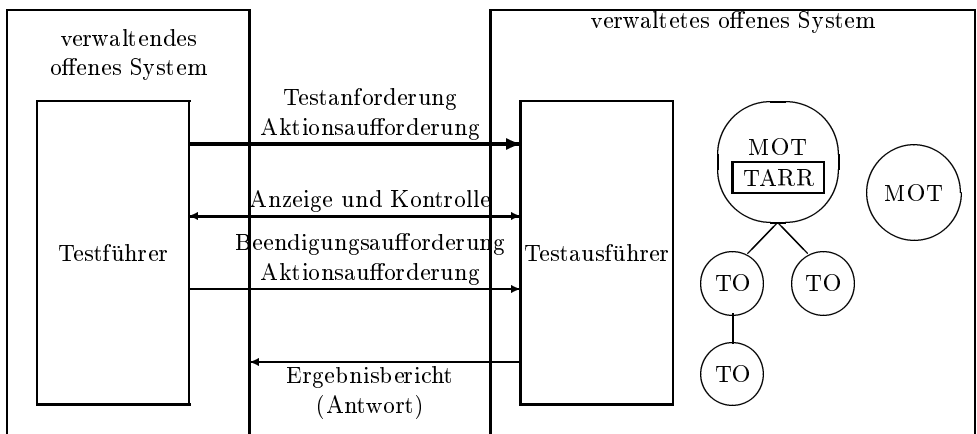 verwaltendes
offenes System
verwaltetes offenes System
Testanforderung
Aktionsaufforderung
Anzeige und Kontrolle
Beendigungsaufforderung
Aktionsaufforderung
Ergebnisbericht
(Antwort)
Testführer
Testausführer
MOT
TARR
MOT
TO
TO
TO